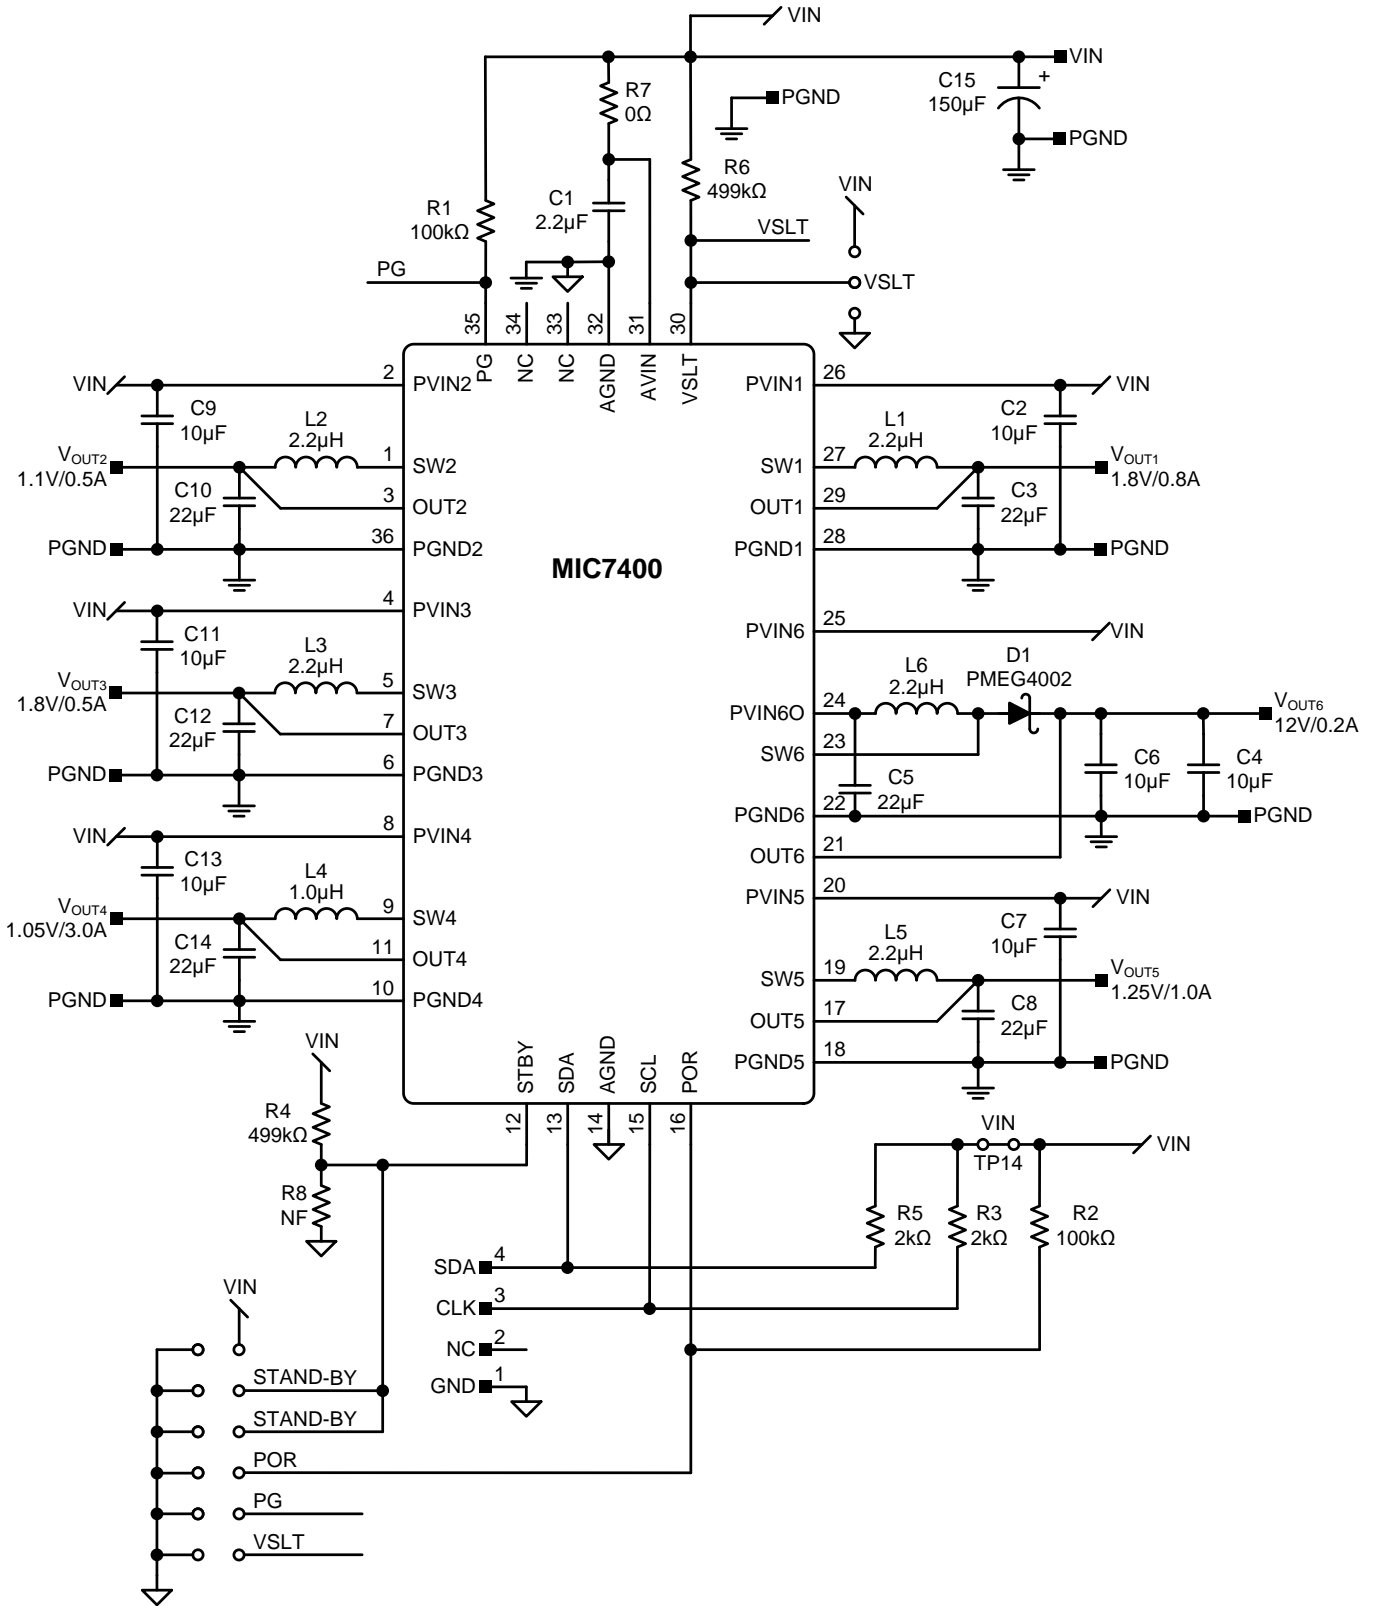 VIN
VIN
C15
150µF
+
PGND
R7
0Ω
PGND
R6
499kΩ
VIN
R1
100kΩ
C1
2.2µF
VSLT
PG
VSLT
35
34
33
32
31
30
PG
NC
NC
AGND
AVIN
VSLT
VIN
2
PVIN2
PVIN1
26
VIN
C9
10µF
L2
2.2µH
L1
2.2µH
C2
10µF
VOUT2
1.1V/0.5A
1
SW2
SW1
27
VOUT1
1.8V/0.8A
C10
22µF
3
OUT2
OUT1
29
C3
22µF
PGND
36
PGND2
PGND1
28
PGND
MIC7400
VIN
4
PVIN3
PVIN6
25
VIN
C11
10µF
L3
2.2µH
L6
2.2µH
D1
PMEG4002
VOUT3
1.8V/0.5A
5
SW3
PVIN6O
24
VOUT6
12V/0.2A
C12
22µF
7
OUT3
SW6
23
C6
10µF
C4
10µF
PGND
6
PGND3
C5
22µF
PGND6
22
PGND
VIN
8
PVIN4
OUT6
21
C13
10µF
L4
1.0µH
PVIN5
20
VIN
VOUT4
1.05V/3.0A
9
SW4
L5
2.2µH
C7
10µF
C14
22µF
11
OUT4
SW5
19
VOUT5
1.25V/1.0A
PGND
10
PGND4
OUT5
17
C8
22µF
PGND5
18
PGND
STBY
SDA
AGND
SCL
POR
12
13
14
15
16
VIN
R4
499kΩ
R8
NF
VIN
TP14
VIN
R5
2kΩ
R3
2kΩ
R2
100kΩ
SDA
4
CLK
3
NC
2
GND
1
VIN
STAND-BY
STAND-BY
POR
PG
VSLT